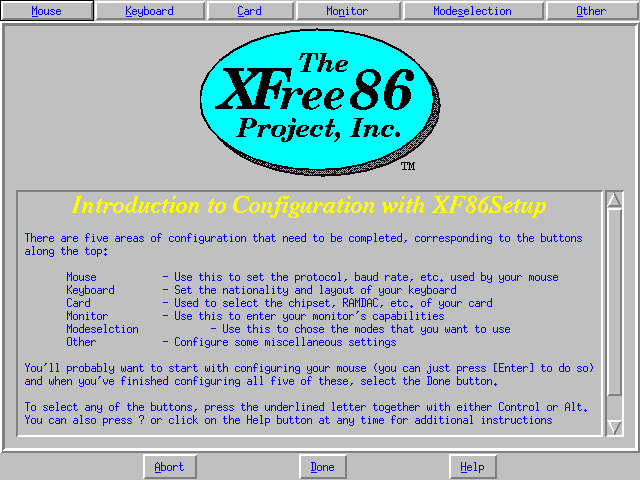 Mouse
Keyboard
Card
Monitor
Modeselection
Other
The
XFree86
Project, Inc.
TM
Introduction to Configuration with XF86Setup
There are five areas of configuration that need to be completed, corresponding to the buttons
along the top:
Mouse - Use this to set the protocol, baud rate, etc. used by your mouse
Keyboard - Set the nationality and layout of your keyboard
Card - Used to select the chipset, RAMDAC, etc. of your card
Monitor - Use this to enter your monitor's capabilities
Modeselction - Use this to chose the modes that you want to use
Other - Configure some miscellaneous settings
You'll probably want to start with configuring your mouse (you can just press [Enter] to do so)
and when you've finished configuring all five of these, select the Done button.
To select any of the buttons, press the underlined letter together with either Control or Alt.
You can also press ? or click on the Help button at any time for additional instructions
Abort
Done
Help